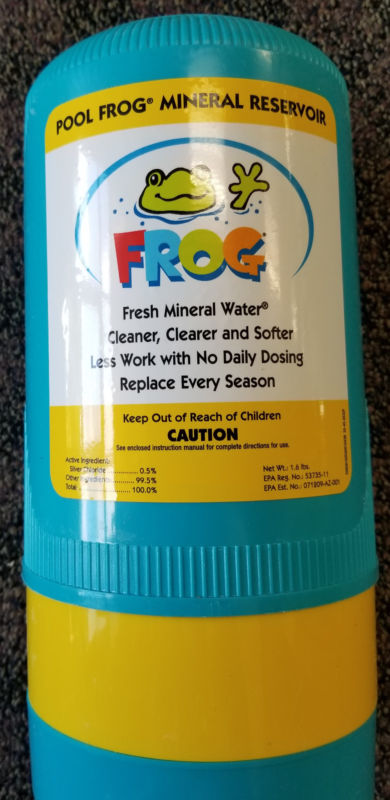 POOL FROG® MINERAL RESERVOIR
FROG
Fresh Mineral Water®
Cleaner, Clearer and Softer
Less Work with No Daily Dosing
Replace Every Season
Keep Out of Reach of Children
CAUTION
See enclosed instruction manual for complete directions for use.
Active Ingredient:
Silver Chloride .............. 0.5%
Other Ingredients ........... 99.5%
Total ........................ 100.0%
Net Wt.: 1.6 lbs.
EPA Reg. No.: 53735-11
EPA Est. No.: 071209-AZ-001